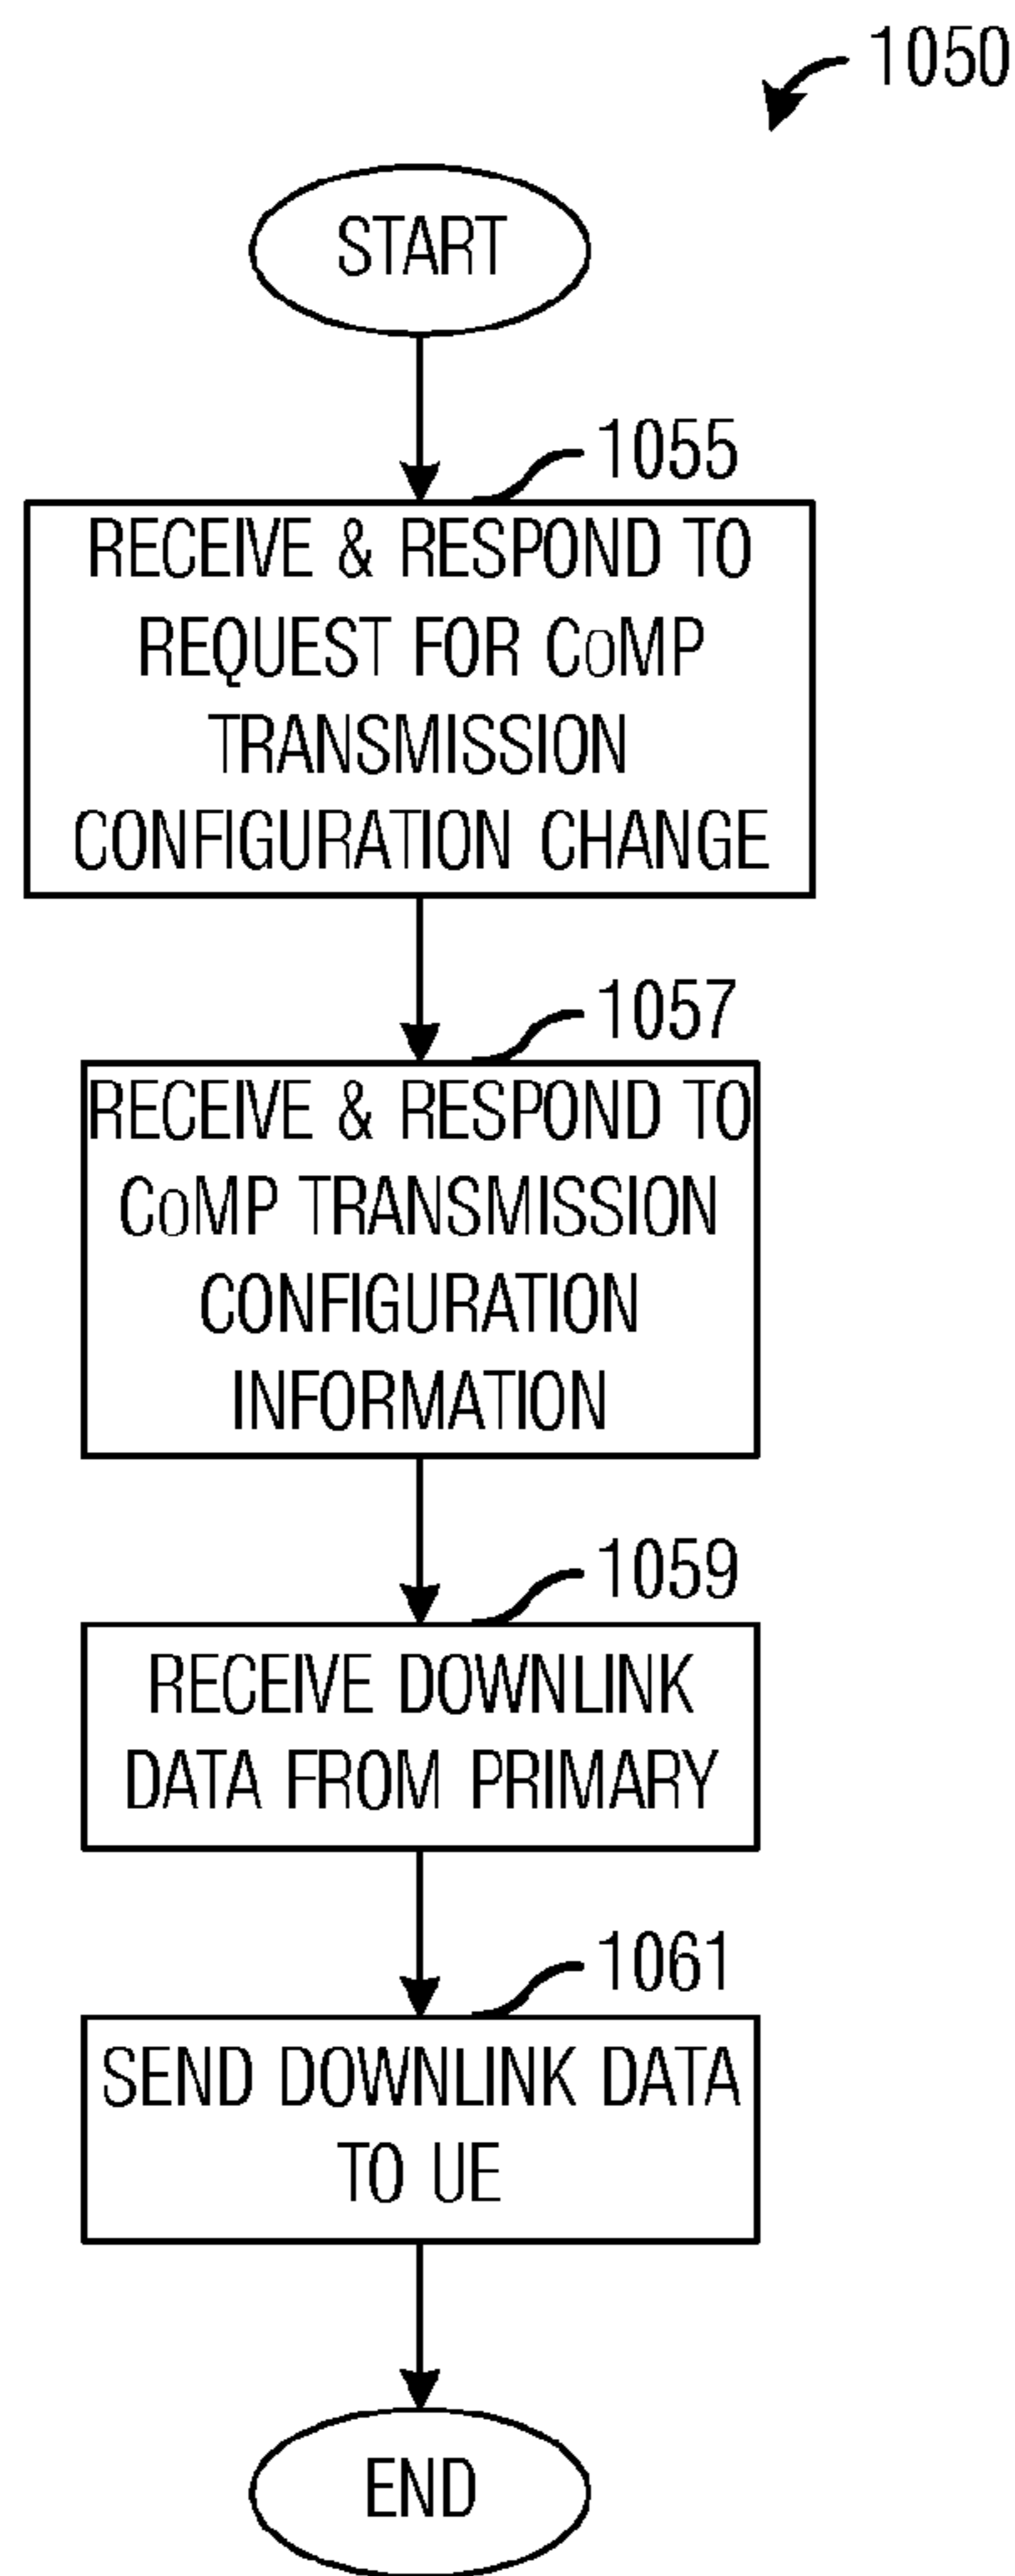 1050
START
1055
RECEIVE & RESPOND TO
REQUEST FOR CoMP
TRANSMISSION
CONFIGURATION CHANGE
1057
RECEIVE & RESPOND TO
CoMP TRANSMISSION
CONFIGURATION
INFORMATION
1059
RECEIVE DOWNLINK
DATA FROM PRIMARY
1061
SEND DOWNLINK DATA
TO UE
END